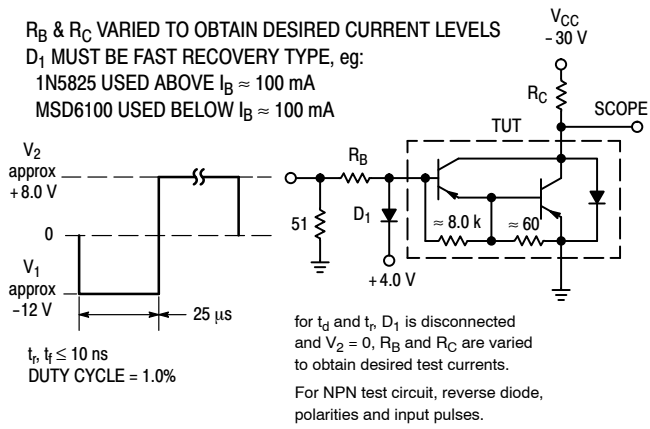 R_B & R_C VARIED TO OBTAIN DESIRED CURRENT LEVELS
D_1 MUST BE FAST RECOVERY TYPE, eg:
1N5825 USED ABOVE I_B ≈ 100 mA
MSD6100 USED BELOW I_B ≈ 100 mA
V_CC
- 30 V
R_C
SCOPE
TUT
V_2
approx
+8.0 V
R_B
51
D_1
≈ 8.0 k
≈ 60
0
+4.0 V
V_1
approx
-12 V
25 μs
t_r, t_f ≤ 10 ns
DUTY CYCLE = 1.0%
for t_d and t_r, D_1 is disconnected
and V_2 = 0, R_B and R_C are varied
to obtain desired test currents.
For NPN test circuit, reverse diode,
polarities and input pulses.